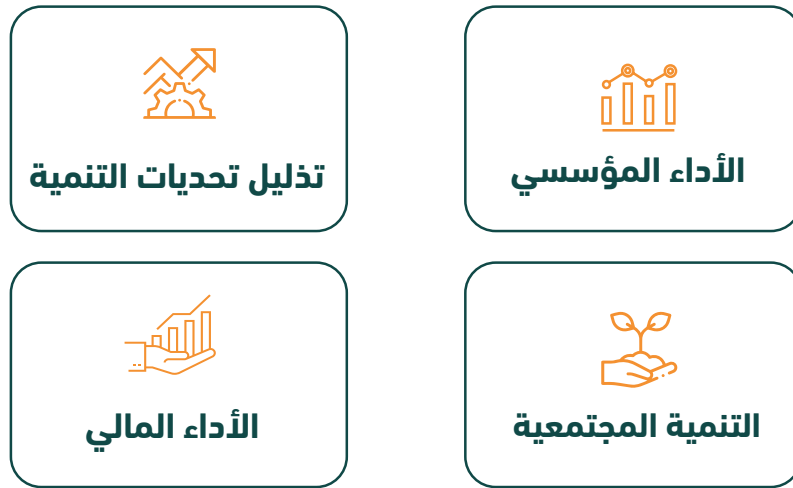 الأداء المؤسسي
تذليل تحديات التنمية
التنمية المجتمعية
الأداء المالي